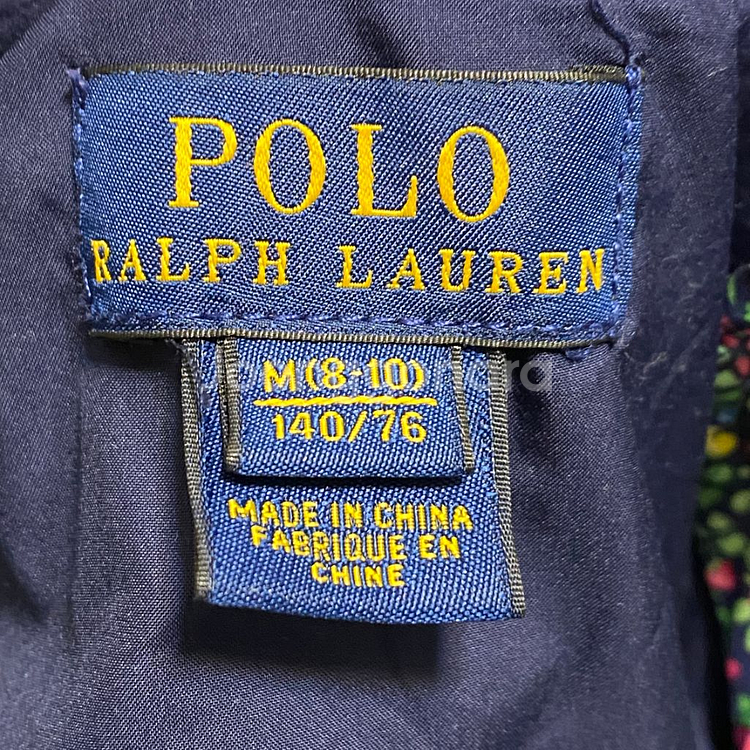 POLO
RALPH LAUREN
M(8-10)
140/76
MADE IN CHINA
FABRIQUE EN
CHINE